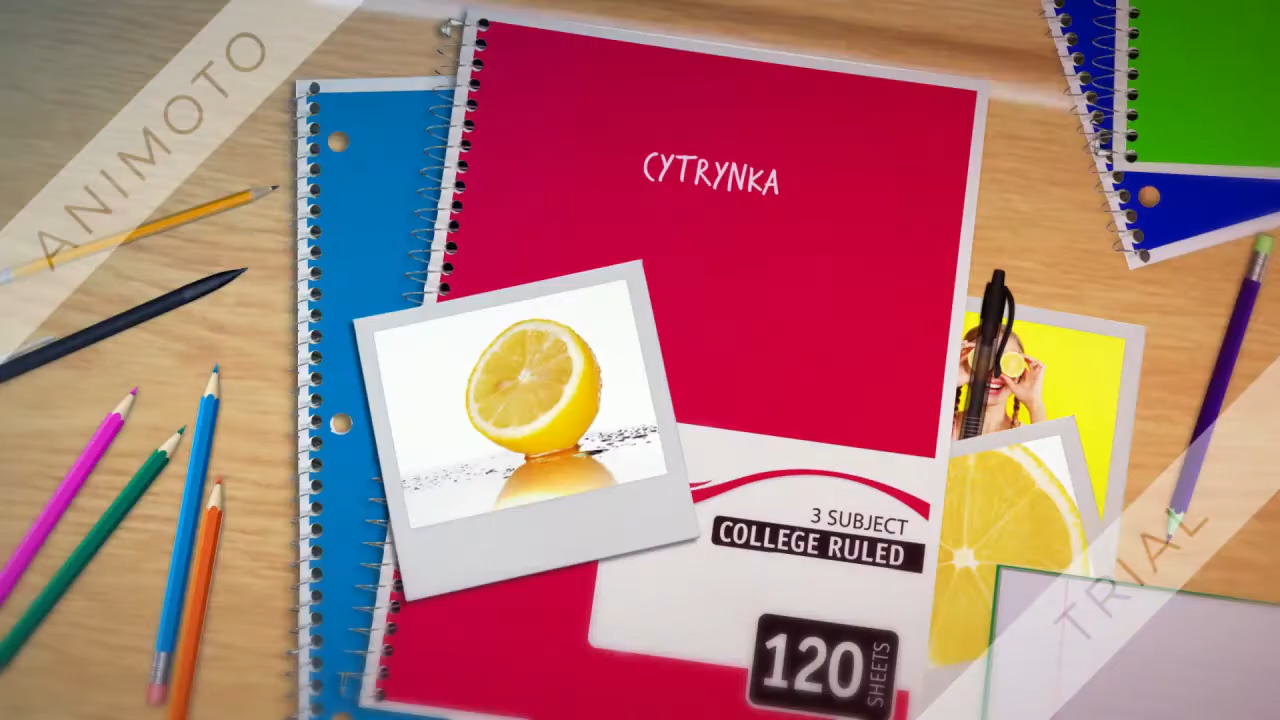 ANIMOTO
CYTRYNKA
3 SUBJECT
COLLEGE RULED
120
SHEETS
TRIAL